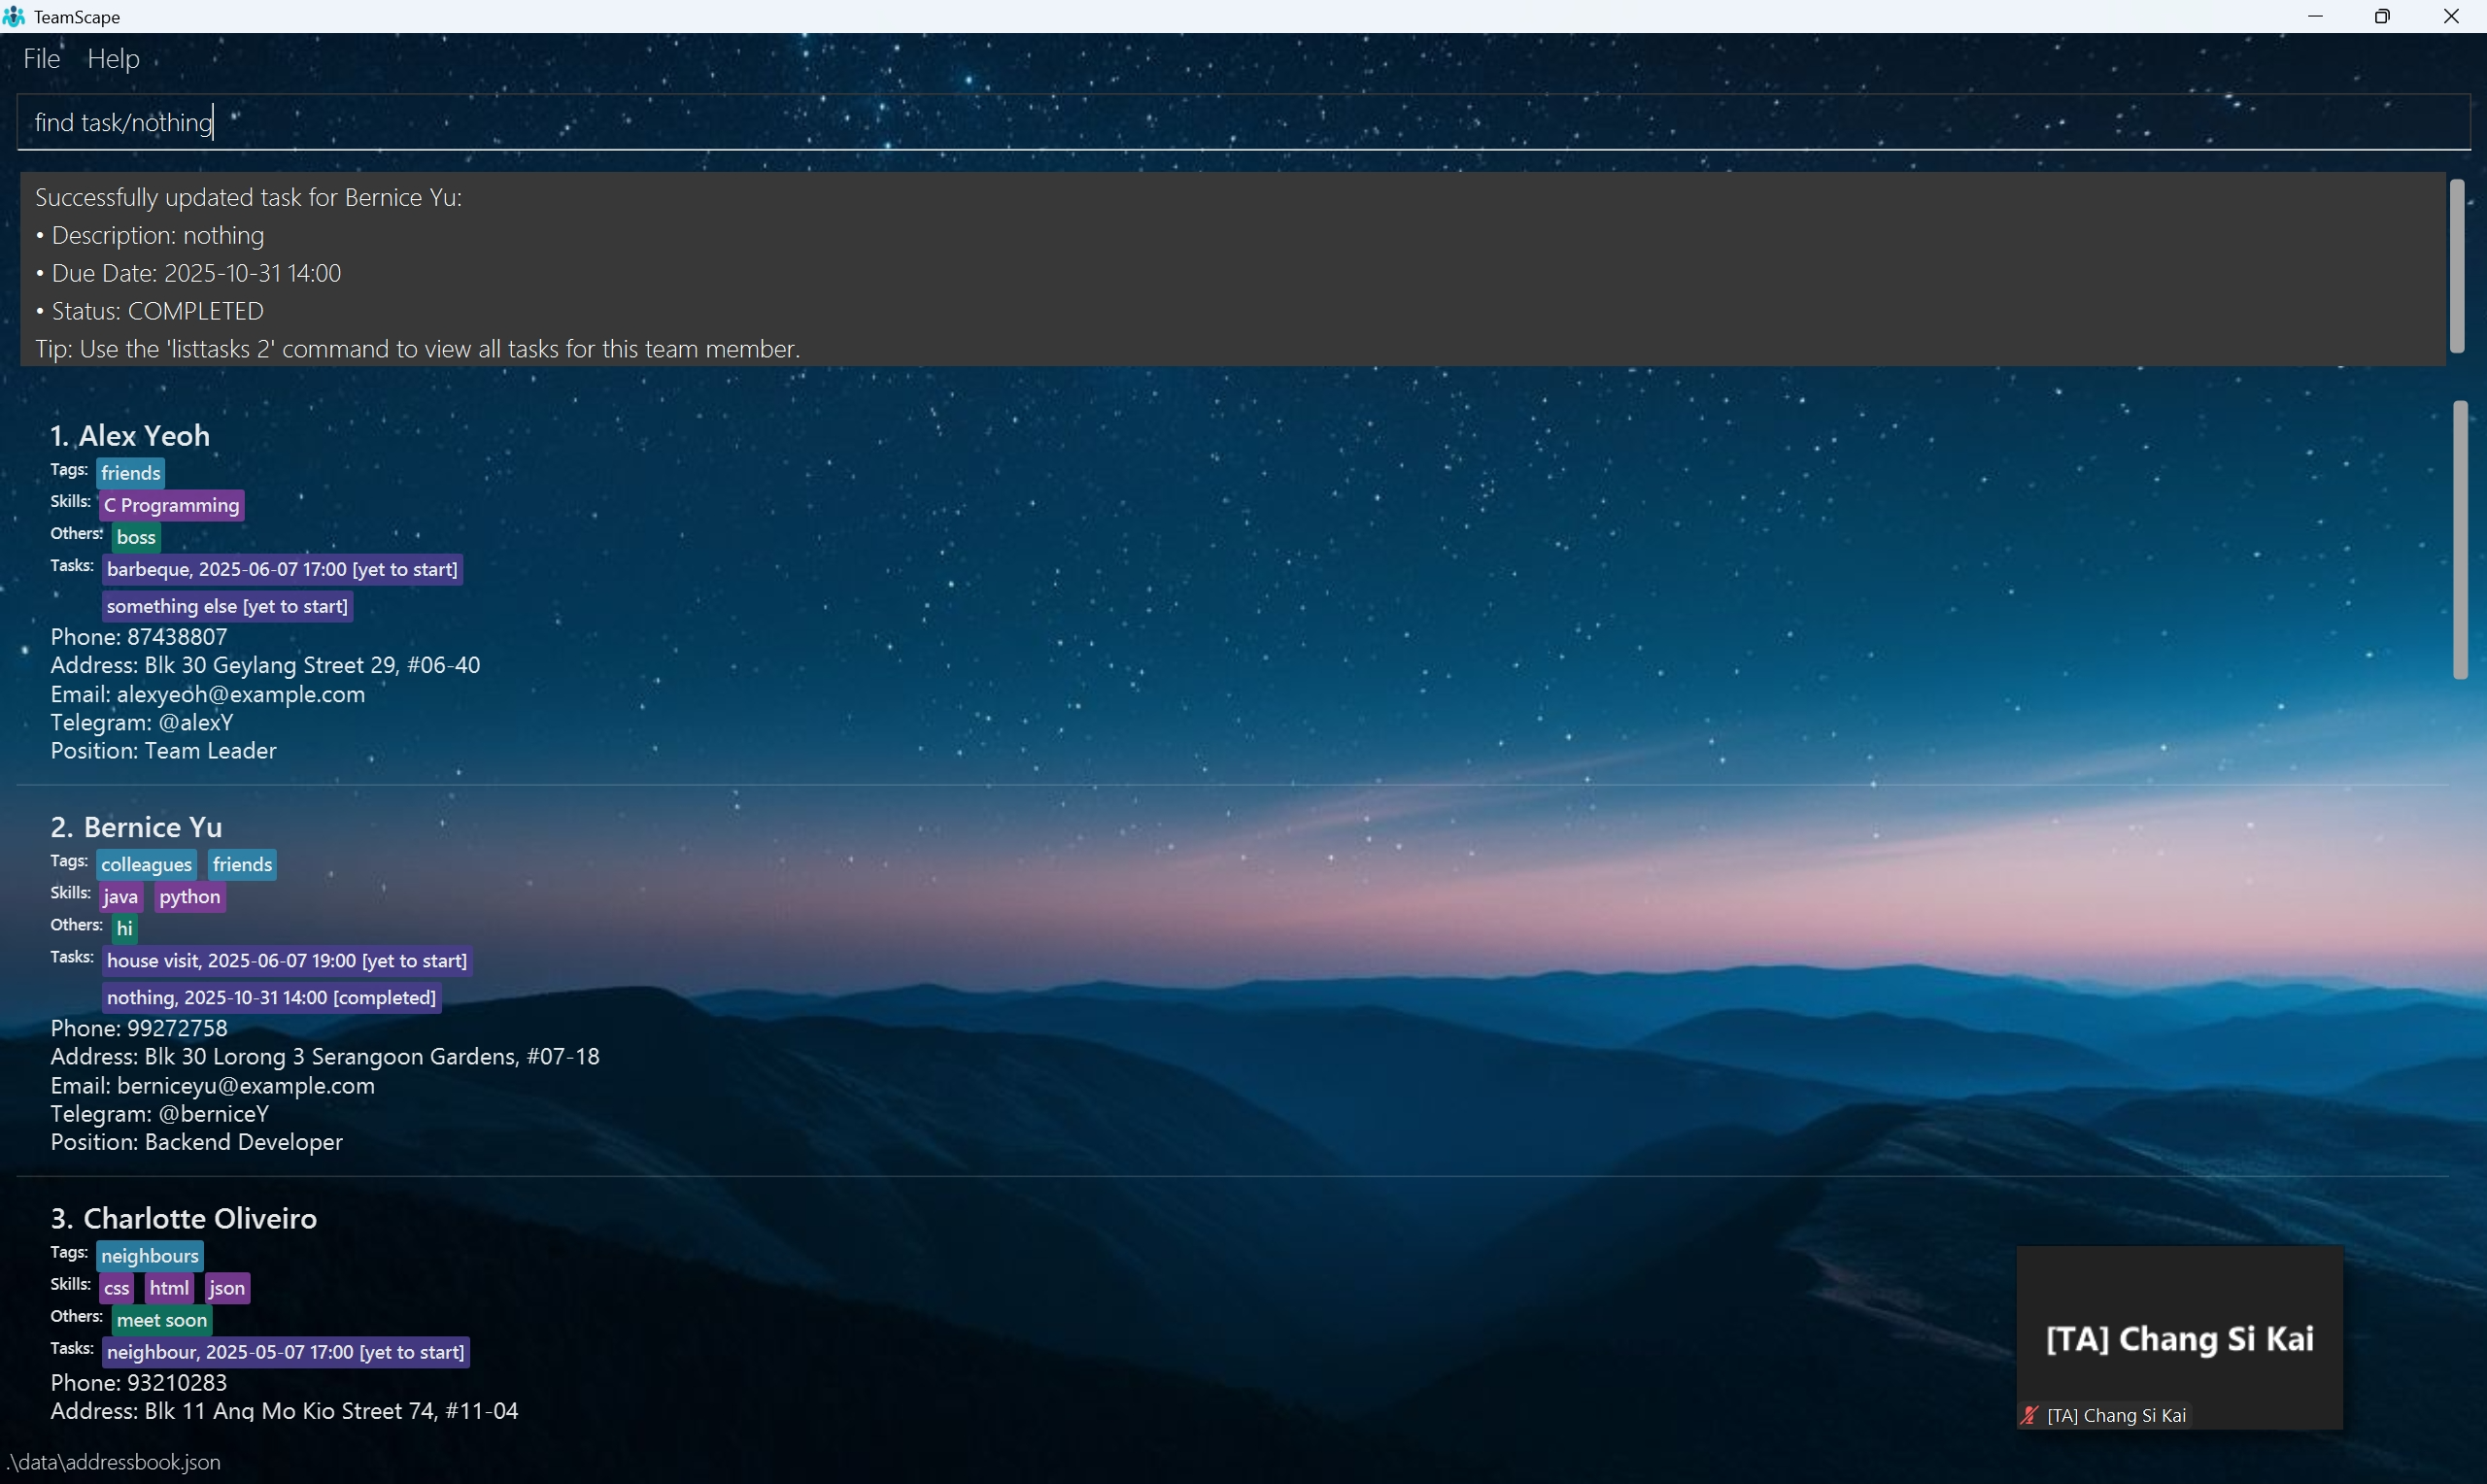 TeamScape
File Help
find task/nothing
Successfully updated task for Bernice Yu:
• Description: nothing
• Due Date: 2025-10-31 14:00
• Status: COMPLETED
Tip: Use the 'listtasks 2' command to view all tasks for this team member.
1. Alex Yeoh
Tags: friends
Skills: C Programming
Others: boss
Tasks: barbeque, 2025-06-07 17:00 [yet to start]
something else [yet to start]
Phone: 87438807
Address: Blk 30 Geylang Street 29, #06-40
Email: alexyeoh@example.com
Telegram: @alexY
Position: Team Leader
2. Bernice Yu
Tags: colleagues friends
Skills: java python
Others: hi
Tasks: house visit, 2025-06-07 19:00 [yet to start]
nothing, 2025-10-31 14:00 [completed]
Phone: 99272758
Address: Blk 30 Lorong 3 Serangoon Gardens, #07-18
Email: berniceyu@example.com
Telegram: @berniceY
Position: Backend Developer
3. Charlotte Oliveiro
Tags: neighbours
Skills: css html json
Others: meet soon
Tasks: neighbour, 2025-05-07 17:00 [yet to start]
Phone: 93210283
Address: Blk 11 Ang Mo Kio Street 74, #11-04
[TA] Chang Si Kai
[TA] Chang Si Kai
.\data\addressbook.json